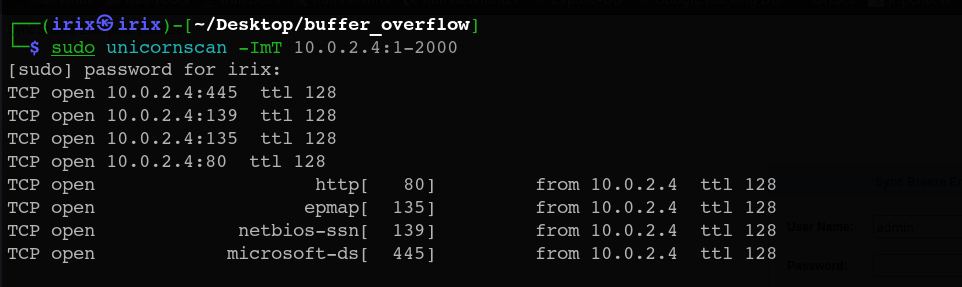 ┌──(irix㉿irix)-[~/Desktop/buffer_overflow]
└─$ sudo unicornscan -ImT 10.0.2.4:1-2000
[sudo] password for irix:
TCP open 10.0.2.4:445  ttl 128
TCP open 10.0.2.4:139  ttl 128
TCP open 10.0.2.4:135  ttl 128
TCP open 10.0.2.4:80  ttl 128
TCP open                    http[   80]         from 10.0.2.4  ttl 128
TCP open                   epmap[  135]         from 10.0.2.4  ttl 128
TCP open             netbios-ssn[  139]         from 10.0.2.4  ttl 128
TCP open            microsoft-ds[  445]         from 10.0.2.4  ttl 128
User Name:
admin
Password: